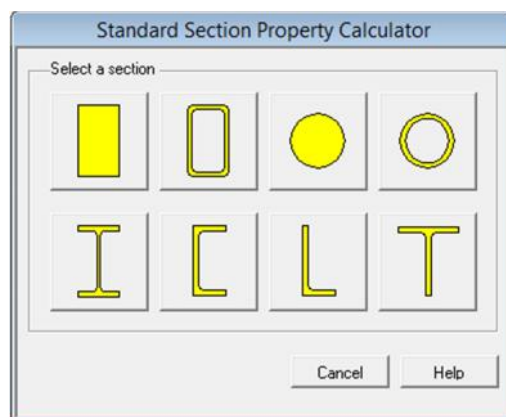 Standard Section Property Calculator
Select a section
Cancel
Help